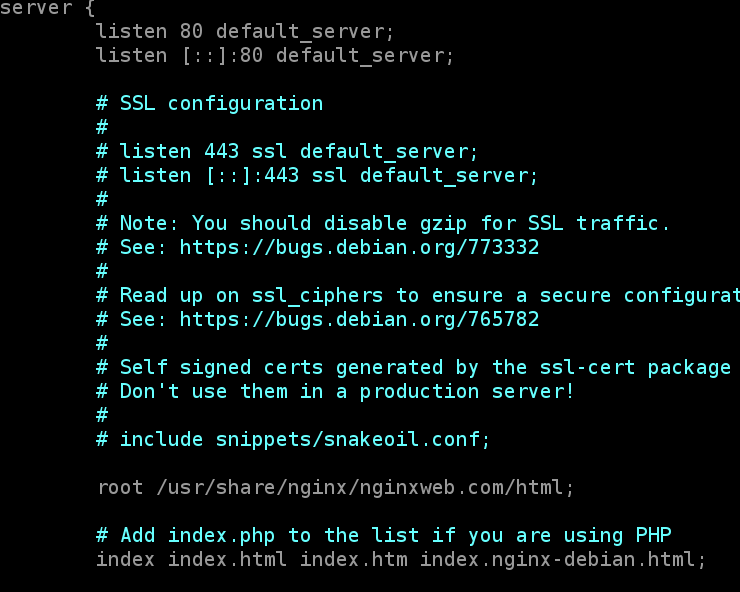 server {
listen 80 default_server;
listen [::]:80 default_server;
# SSL configuration
#
# listen 443 ssl default_server;
# listen [::]:443 ssl default_server;
#
# Note: You should disable gzip for SSL traffic.
# See: https://bugs.debian.org/773332
#
# Read up on ssl_ciphers to ensure a secure configurat
# See: https://bugs.debian.org/765782
#
# Self signed certs generated by the ssl-cert package
# Don't use them in a production server!
#
# include snippets/snakeoil.conf;
root /usr/share/nginx/nginxweb.com/html;
# Add index.php to the list if you are using PHP
index index.html index.htm index.nginx-debian.html;